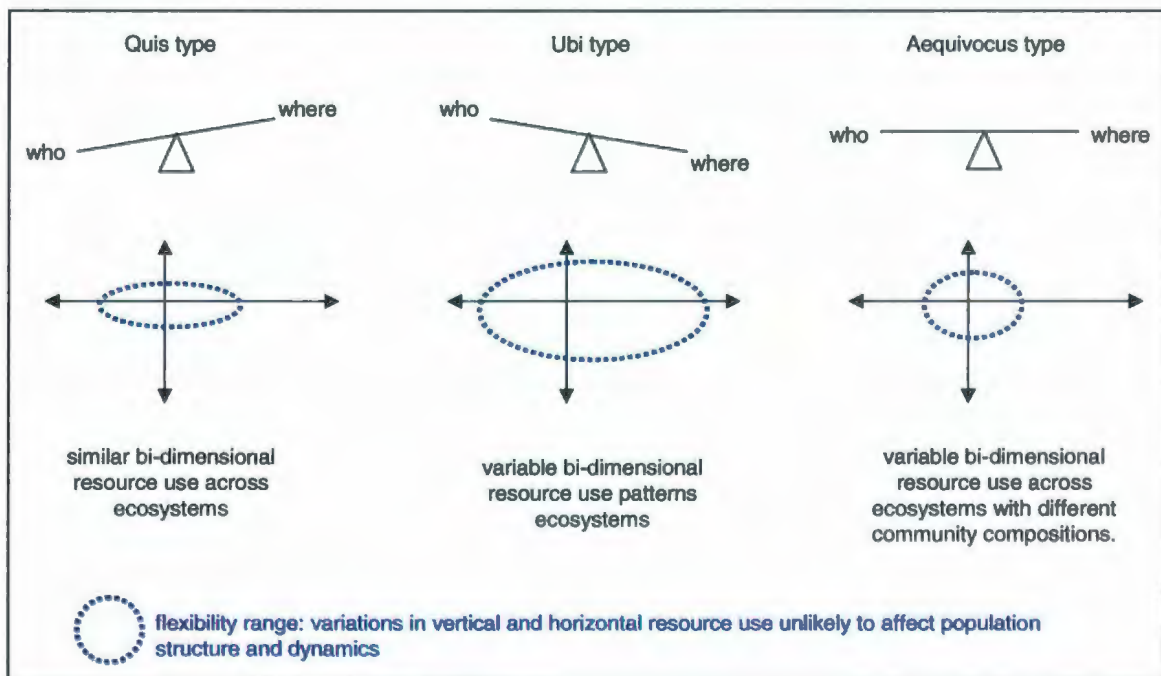 Quis type
Ubi type
Aequivocus type
who
where
who
where
who
where
similar bi-dimensional
resource use across
ecosystems
variable bi-dimensional
resource use patterns
ecosystems
variable bi-dimensional
resource use across
ecosystems with different
community compositions.
flexibility range: variations in vertical and horizontal resource use unlikely to affect population
structure and dynamics